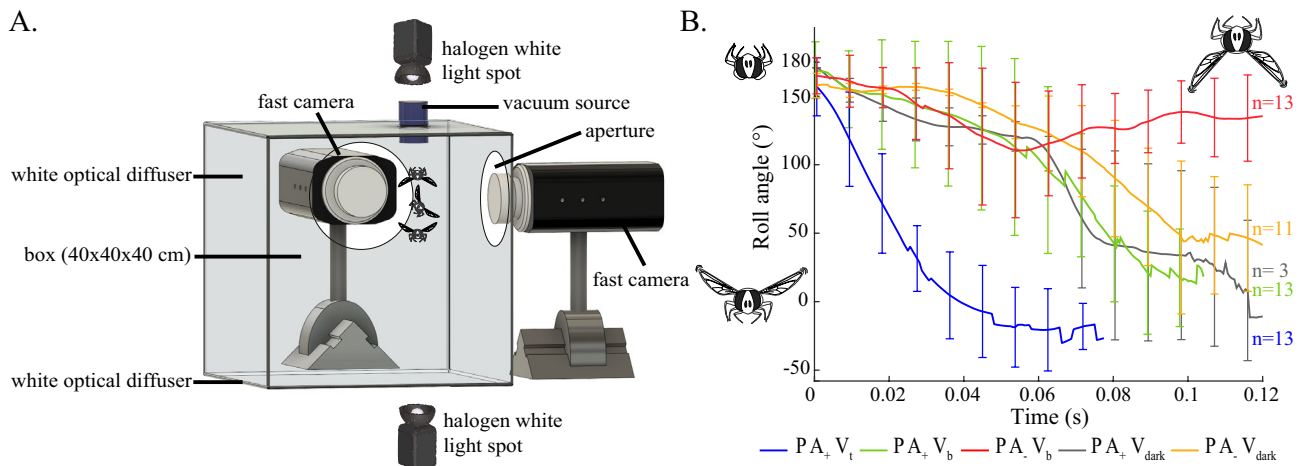 A.
halogen white
light spot
fast camera
vacuum source
aperture
white optical diffuser
box (40x40x40 cm)
fast camera
white optical diffuser
halogen white
light spot
B.
Roll angle (°)
180
150
100
50
0
-50
n=13
n=11
n= 3
n=13
n=13
0
0.02
0.04
0.06
0.08
0.1
0.12
Time (s)
PA+ Vt
PA+ Vb
PA- Vb
PA+ Vdark
PA- Vdark